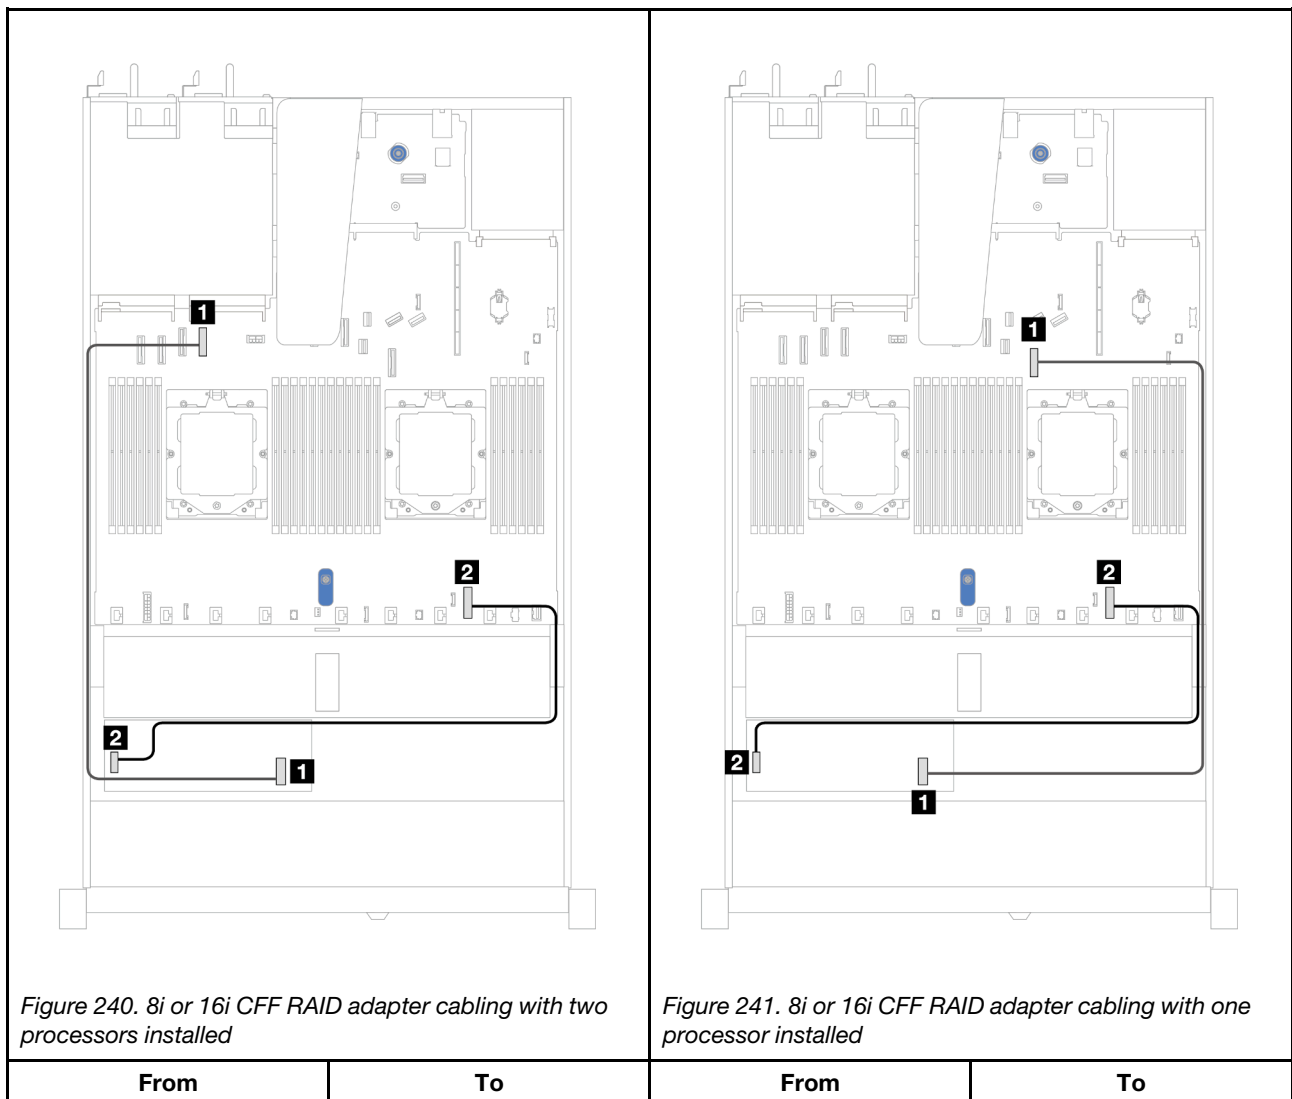 1
2
2
1
Figure 240. 8i or 16i CFF RAID adapter cabling with two
processors installed
1
2
2
1
Figure 241. 8i or 16i CFF RAID adapter cabling with one
processor installed
From
To
From
To